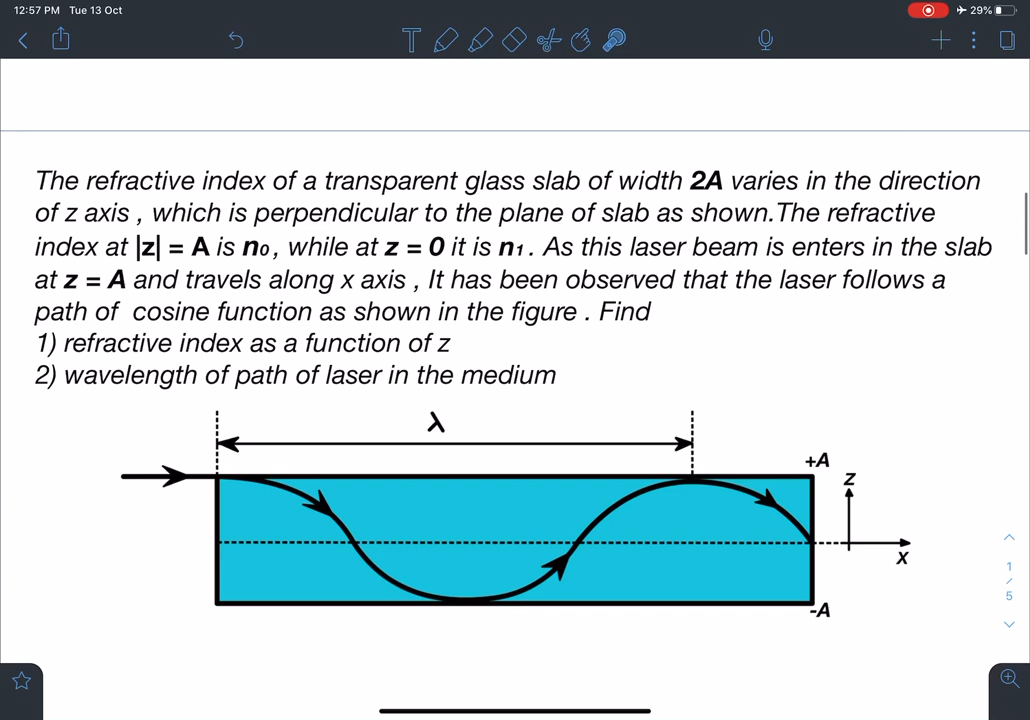 12:57 PM Tue 13 Oct
29%
The refractive index of a transparent glass slab of width 2A varies in the direction
of z axis , which is perpendicular to the plane of slab as shown.The refractive
index at |z| = A is n₀, while at z = 0 it is n₁ . As this laser beam is enters in the slab
at z = A and travels along x axis , It has been observed that the laser follows a
path of cosine function as shown in the figure . Find
1) refractive index as a function of z
2) wavelength of path of laser in the medium
λ
+A
z
x
-A
1
/
5